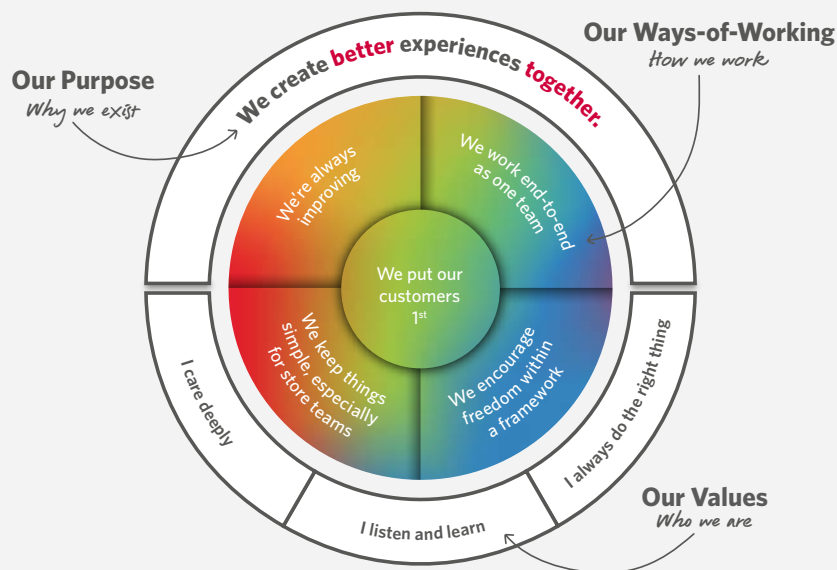 Our Purpose
Why we exist
We create better experiences together.
Our Ways-of-Working
How we work
We're always
improving
We work end-to-end
as one team
We put our
customers
1st
We keep things
simple, especially
for store teams
We encourage
freedom within
a framework
I care deeply
I listen and learn
I always do the right thing
Our Values
Who we are